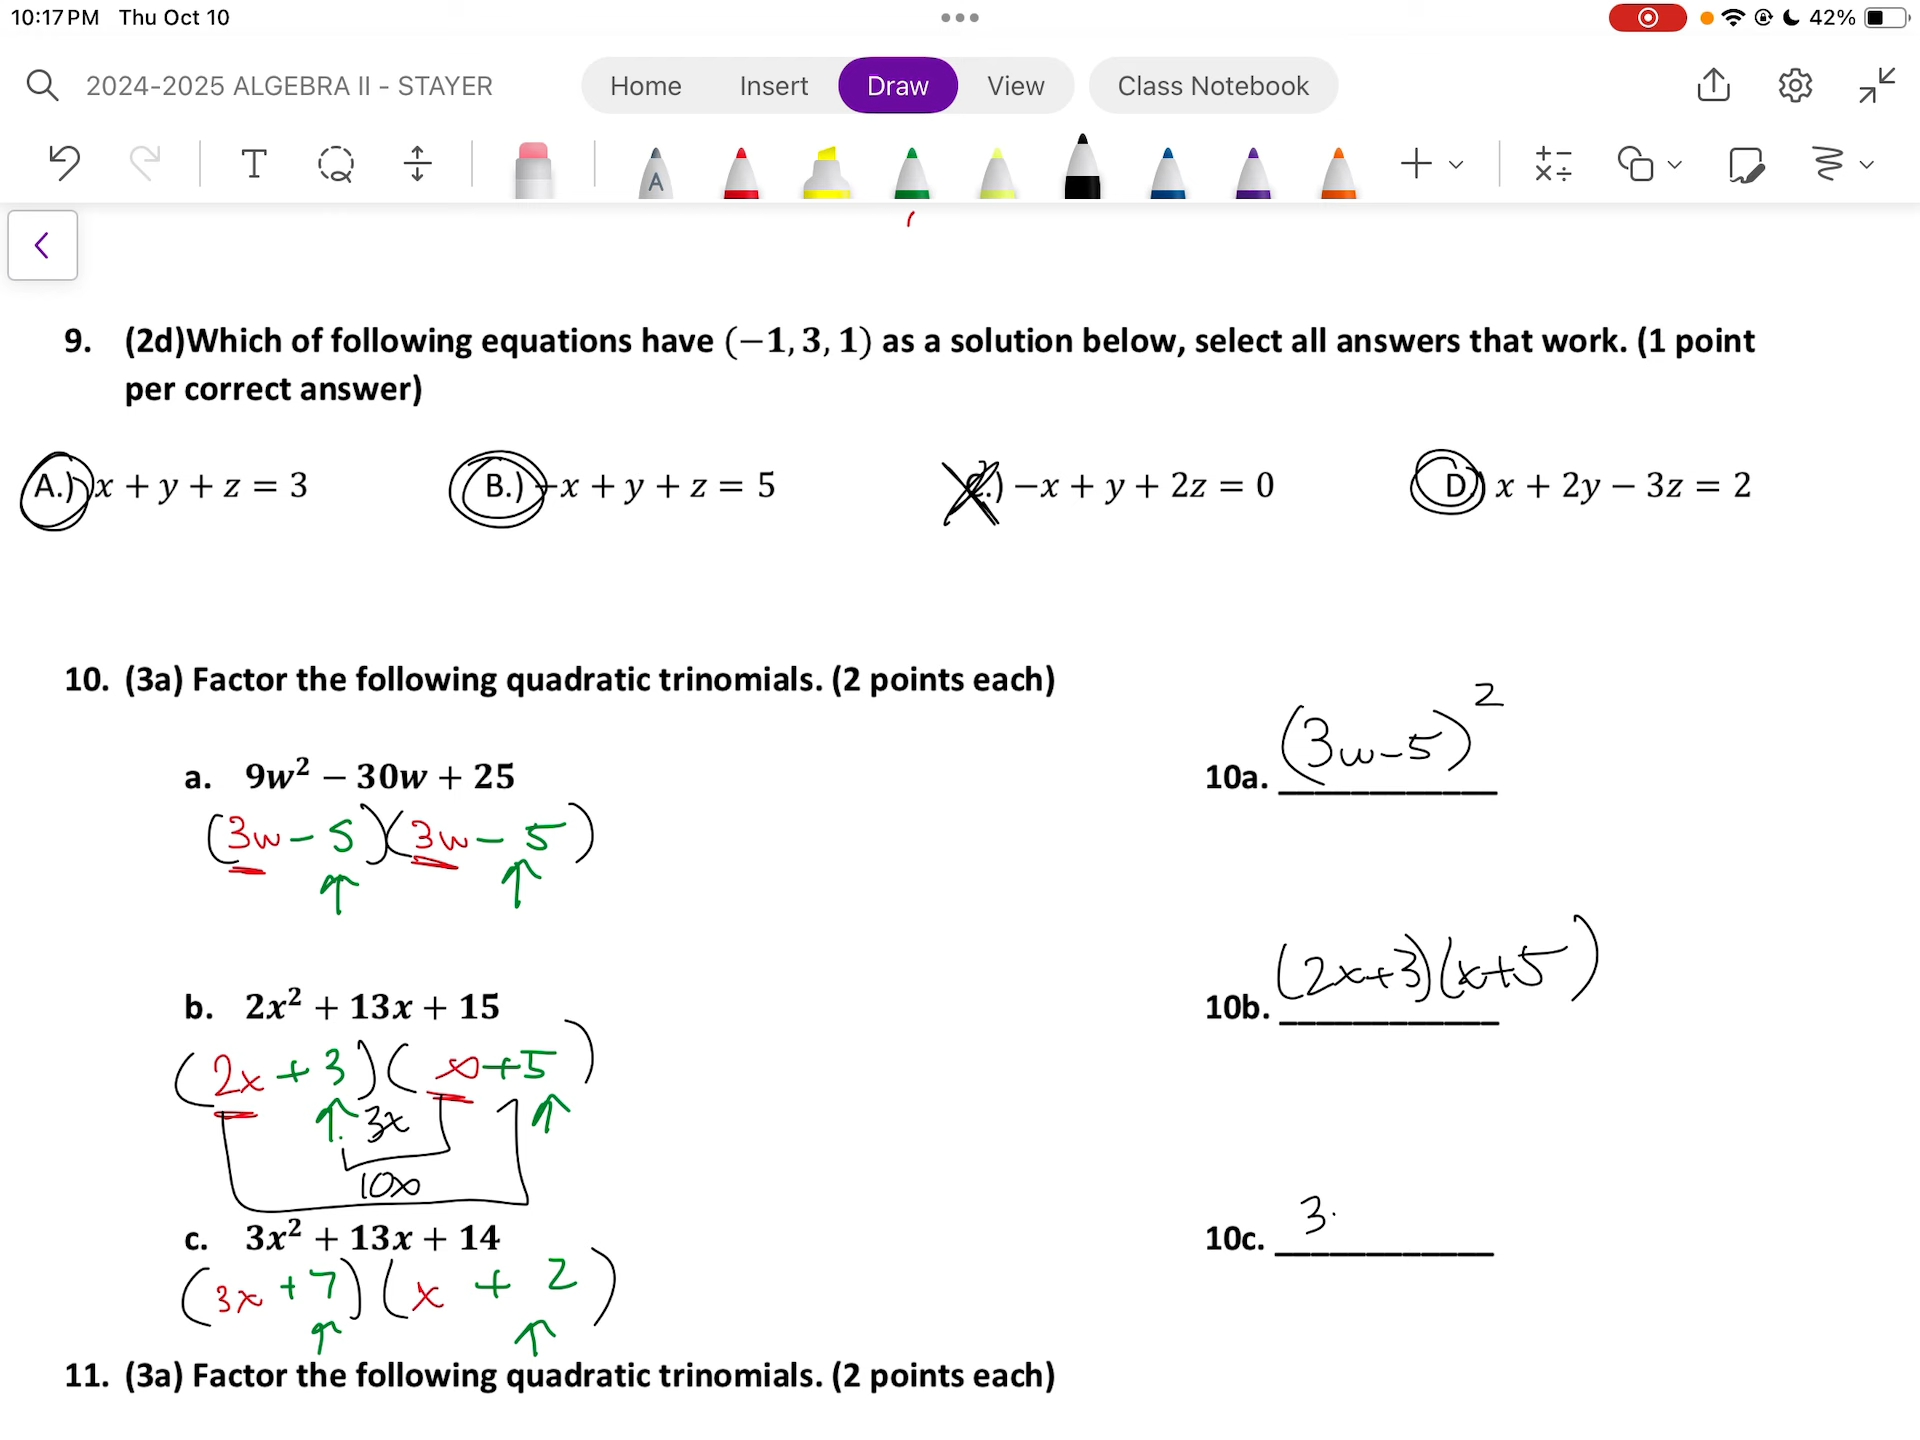 10:17 PM Thu Oct 10
42%
2024-2025 ALGEBRA II - STAYER
Home Insert Draw View Class Notebook
T A
9. (2d)Which of following equations have (−1, 3, 1) as a solution below, select all answers that work. (1 point
per correct answer)
A.) x + y + z = 3 B.) −x + y + z = 5 C.) −x + y + 2z = 0 D.) x + 2y − 3z = 2
10. (3a) Factor the following quadratic trinomials. (2 points each)
a. 9w² − 30w + 25
(3w − 5)(3w − 5)
10a. (3w−5)²
b. 2x² + 13x + 15
(2x + 3)(x+5)
3x
10x
10b. (2x+3)(x+5)
c. 3x² + 13x + 14
(3x + 7)(x + 2)
10c. 3.
11. (3a) Factor the following quadratic trinomials. (2 points each)